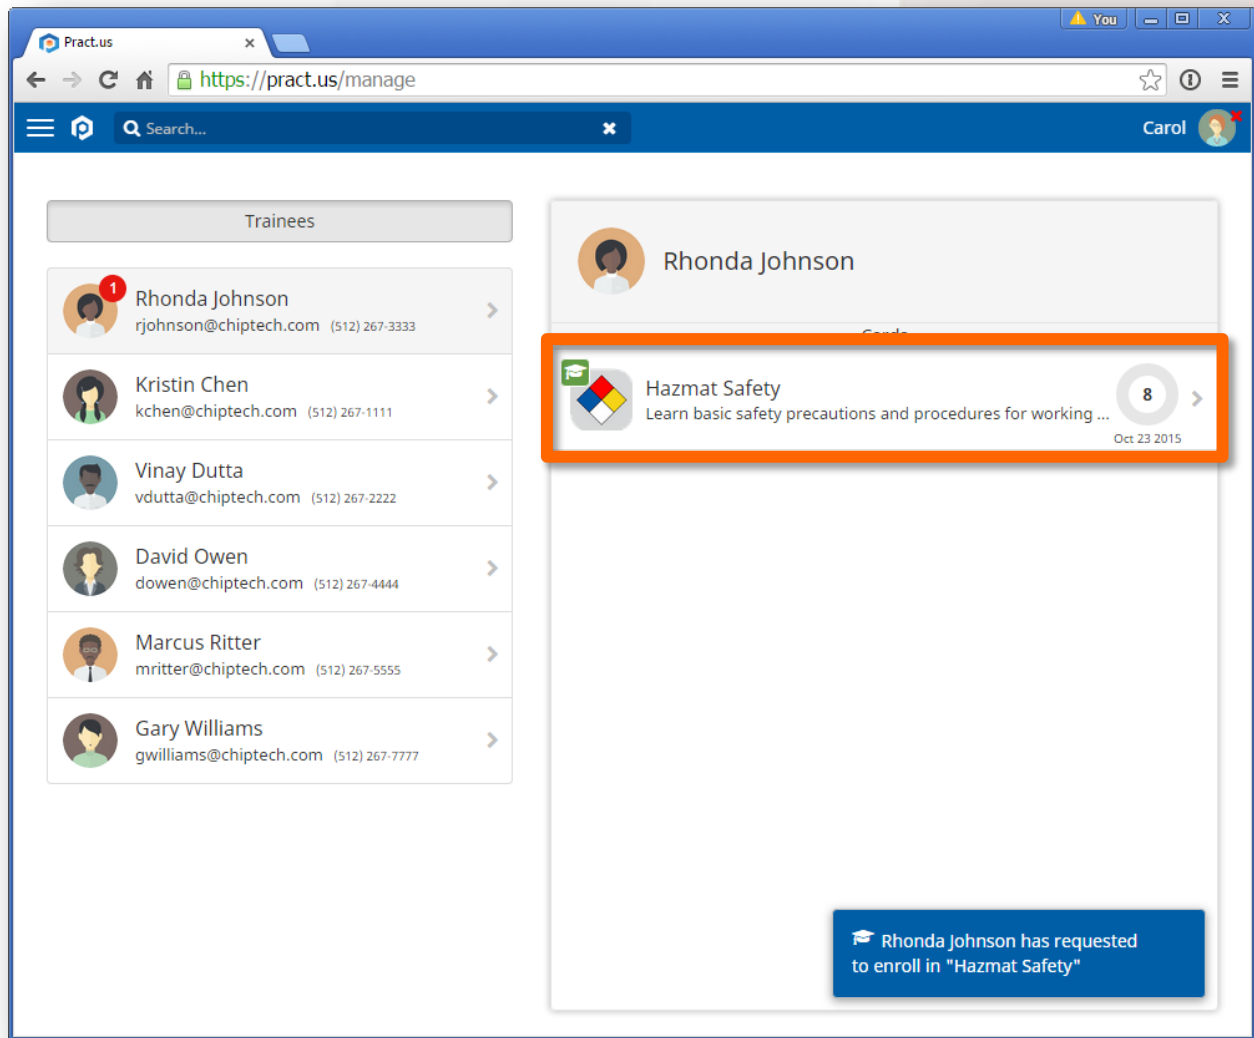 You
Pract.us
https://pract.us/manage
Search...
Carol
Trainees
1
Rhonda Johnson
rjohnson@chiptech.com (512) 267-3333
Kristin Chen
kchen@chiptech.com (512) 267-1111
Vinay Dutta
vdutta@chiptech.com (512) 267-2222
David Owen
dowen@chiptech.com (512) 267-4444
Marcus Ritter
mritter@chiptech.com (512) 267-5555
Gary Williams
gwilliams@chiptech.com (512) 267-7777
Rhonda Johnson
Cards
Hazmat Safety
Learn basic safety precautions and procedures for working ...
8
Oct 23 2015
Rhonda Johnson has requested
to enroll in "Hazmat Safety"